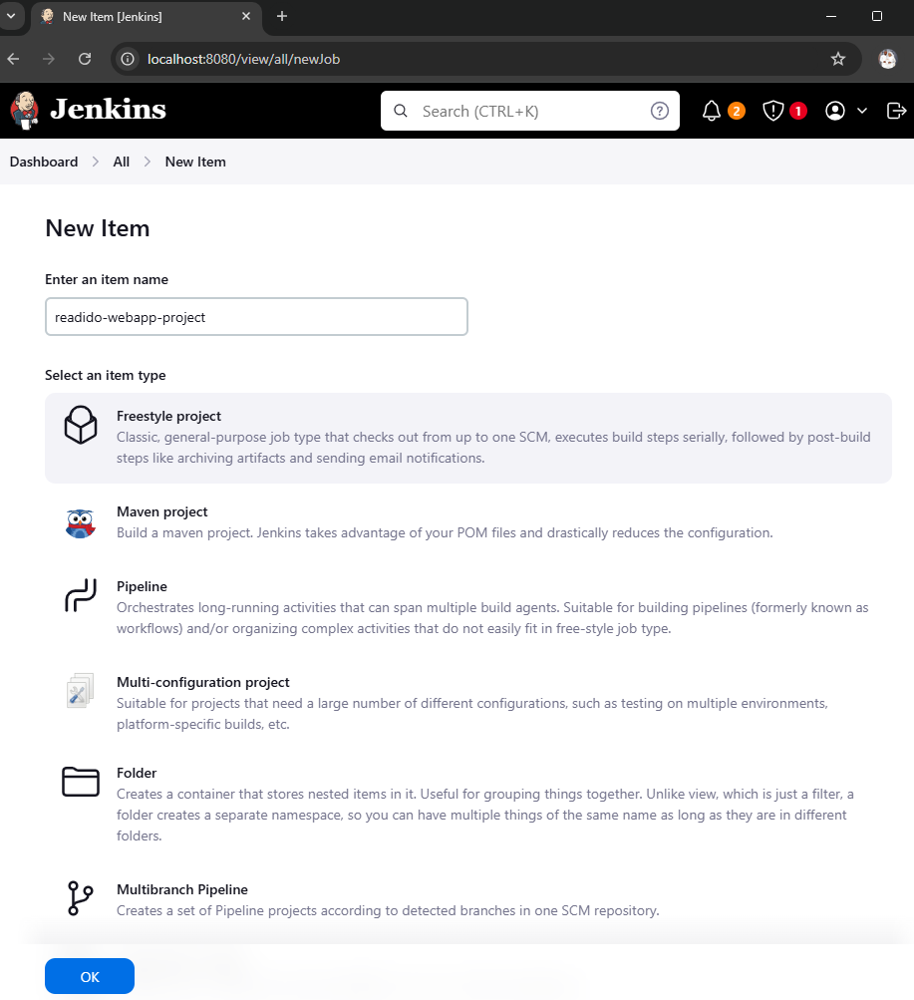 New Item [Jenkins]
localhost:8080/view/all/newJob
Jenkins
Search (CTRL+K)
?
2
1
Dashboard > All > New Item
New Item
Enter an item name
readido-webapp-project
Select an item type
Freestyle project
Classic, general-purpose job type that checks out from up to one SCM, executes build steps serially, followed by post-build
steps like archiving artifacts and sending email notifications.
Maven project
Build a maven project. Jenkins takes advantage of your POM files and drastically reduces the configuration.
Pipeline
Orchestrates long-running activities that can span multiple build agents. Suitable for building pipelines (formerly known as
workflows) and/or organizing complex activities that do not easily fit in free-style job type.
Multi-configuration project
Suitable for projects that need a large number of different configurations, such as testing on multiple environments,
platform-specific builds, etc.
Folder
Creates a container that stores nested items in it. Useful for grouping things together. Unlike view, which is just a filter, a
folder creates a separate namespace, so you can have multiple things of the same name as long as they are in different
folders.
Multibranch Pipeline
Creates a set of Pipeline projects according to detected branches in one SCM repository.
OK